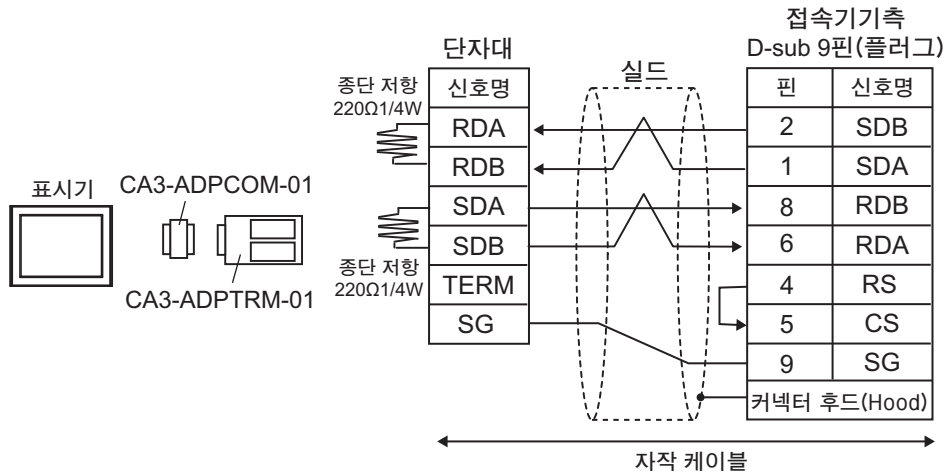 접속기기측
D-sub 9핀(플러그)
단자대
실드
종단 저항
220Ω1/4W
신호명
핀 신호명
RDA 2 SDB
RDB 1 SDA
표시기
CA3-ADPCOM-01
SDA 8 RDB
SDB 6 RDA
종단 저항
220Ω1/4W
CA3-ADPTRM-01
TERM 4 RS
SG 5 CS
9 SG
커넥터 후드(Hood)
자작 케이블